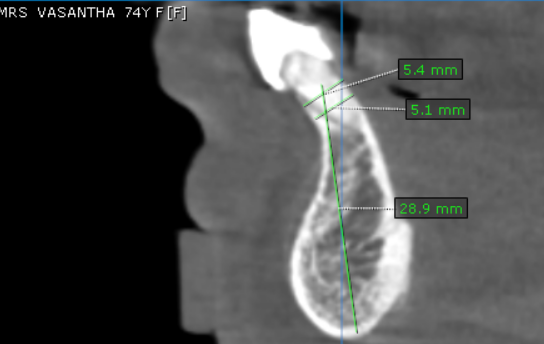 MRS VASANTHA 74Y F[F]
5.4 mm
5.1 mm
28.9 mm